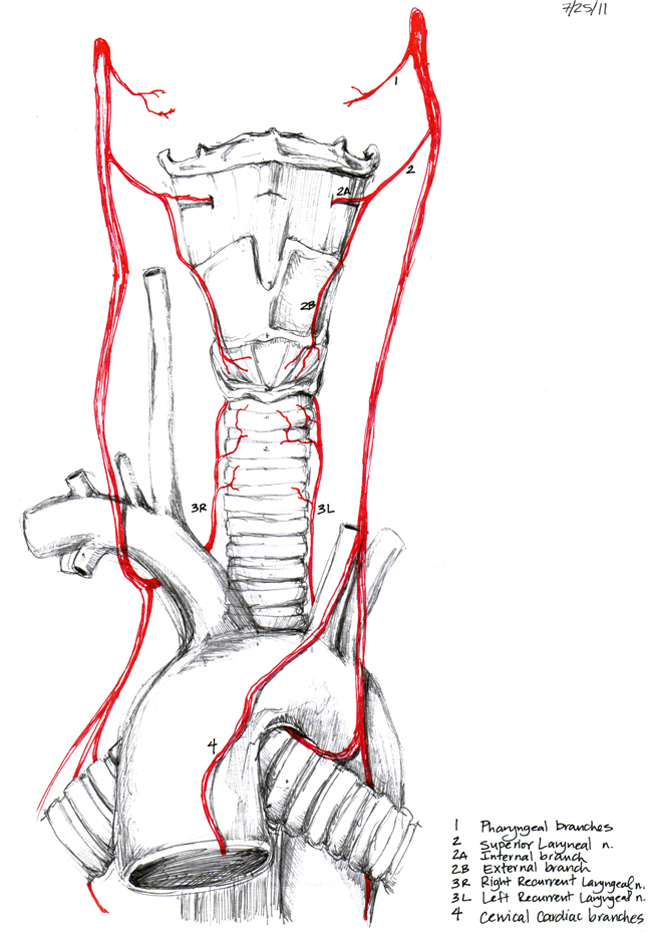 7/25/11
1
2
2A
2B
3R
3L
4
1 Pharyngeal branches
2 Superior Laryneal n.
2A Internal branch
2B External branch
3R Right Recurrent Laryngeal n.
3L Left Recurrent Laryngeal n.
4 Cervical Cardiac branches